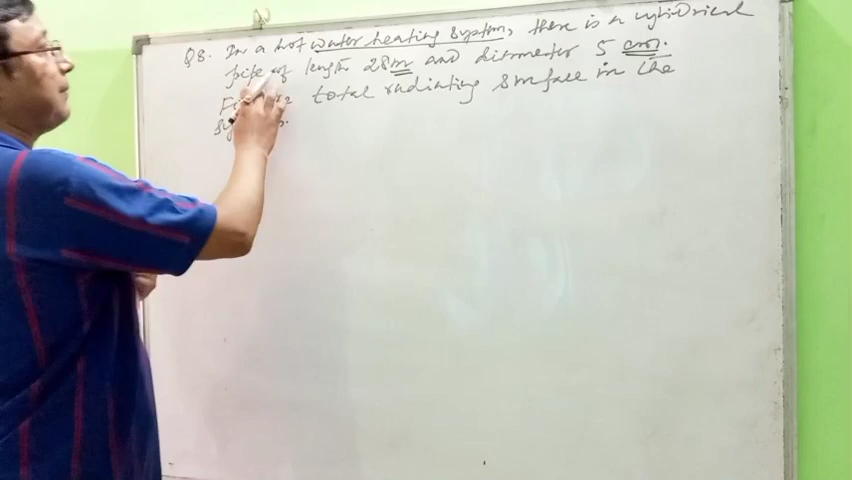 Q8. In a hot water heating system, there is a cylindrical
pipe of length 28m and diameter 5 cm.
total radiating surface in the